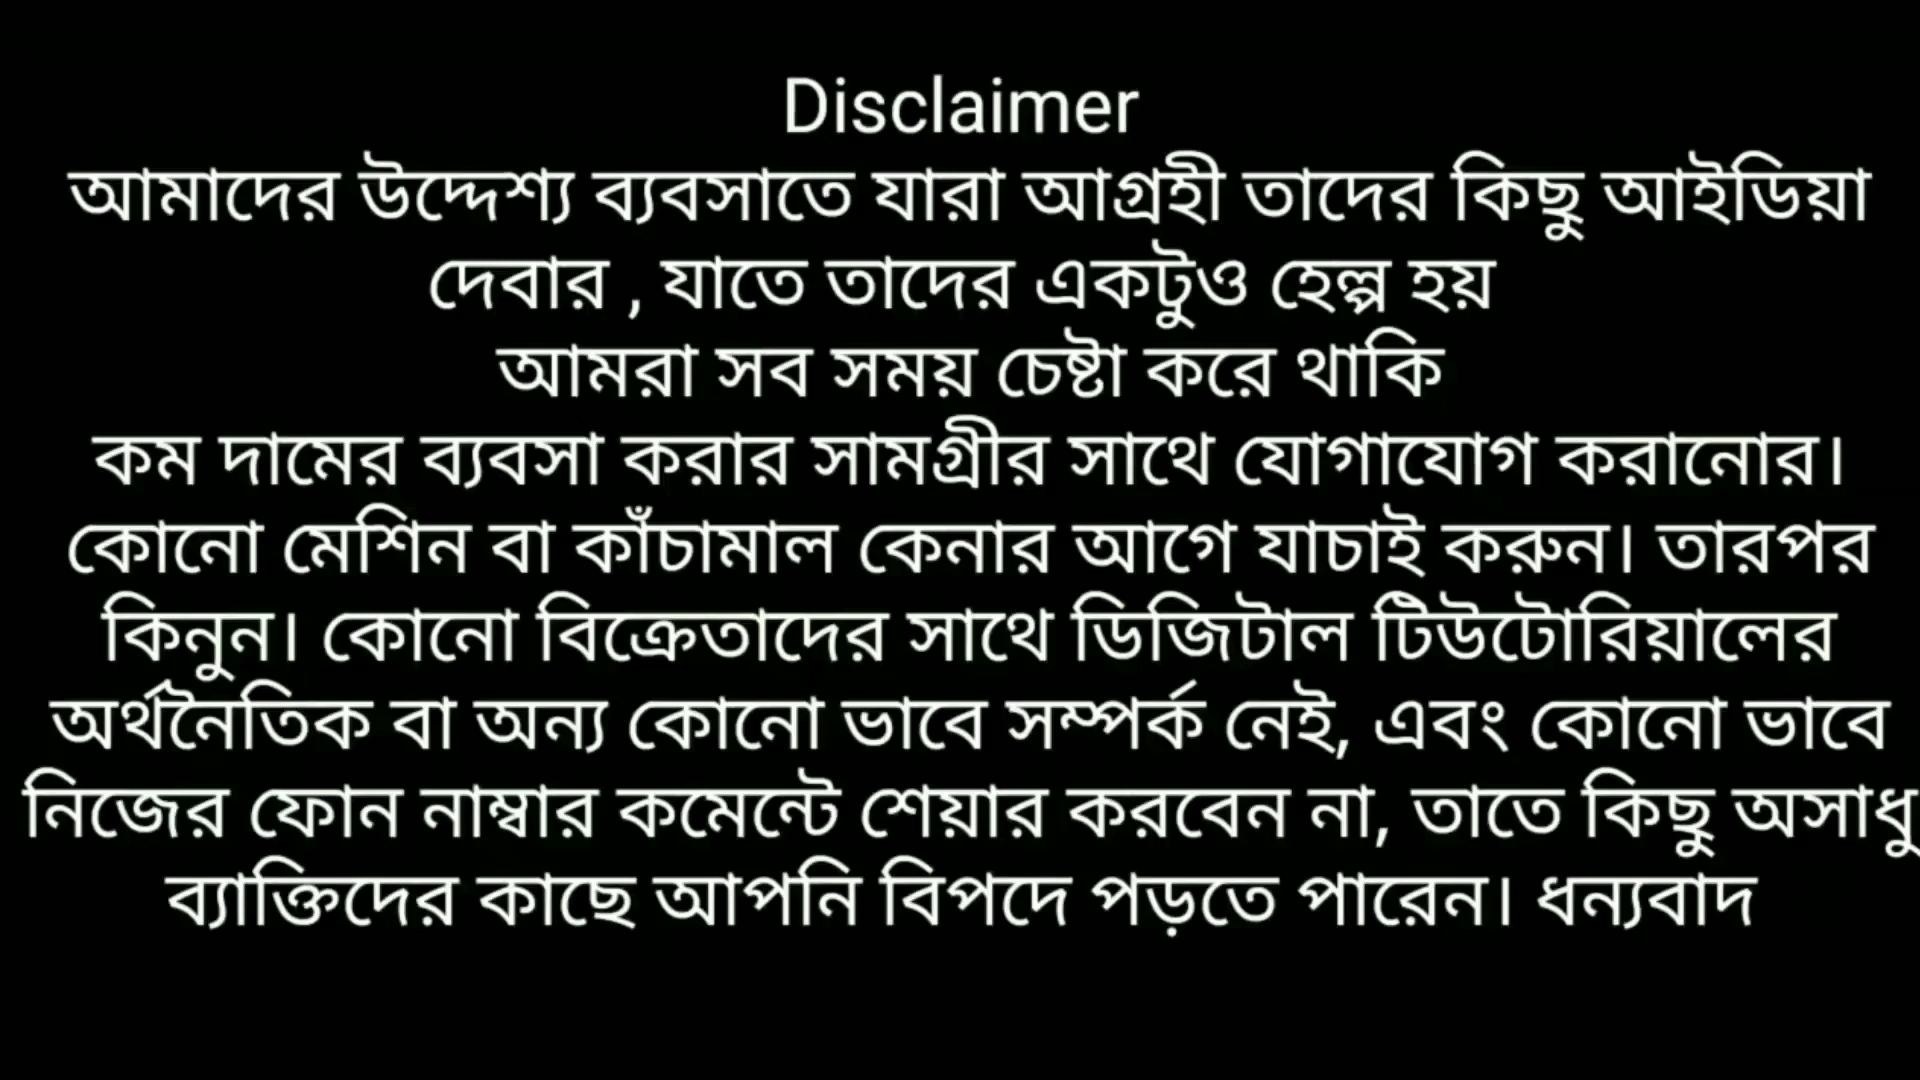 Disclaimer
আমাদের উদ্দেশ্য ব্যবসাতে যারা আগ্রহী তাদের কিছু আইডিয়া
দেবার , যাতে তাদের একটুও হেল্প হয়
আমরা সব সময় চেষ্টা করে থাকি
কম দামের ব্যবসা করার সামগ্রীর সাথে যোগাযোগ করানোর।
কোনো মেশিন বা কাঁচামাল কেনার আগে যাচাই করুন। তারপর
কিনুন। কোনো বিক্রেতাদের সাথে ডিজিটাল টিউটোরিয়ালের
অর্থনৈতিক বা অন্য কোনো ভাবে সম্পর্ক নেই, এবং কোনো ভাবে
নিজের ফোন নাম্বার কমেন্টে শেয়ার করবেন না, তাতে কিছু অসাধু
ব্যাক্তিদের কাছে আপনি বিপদে পড়তে পারেন। ধন্যবাদ